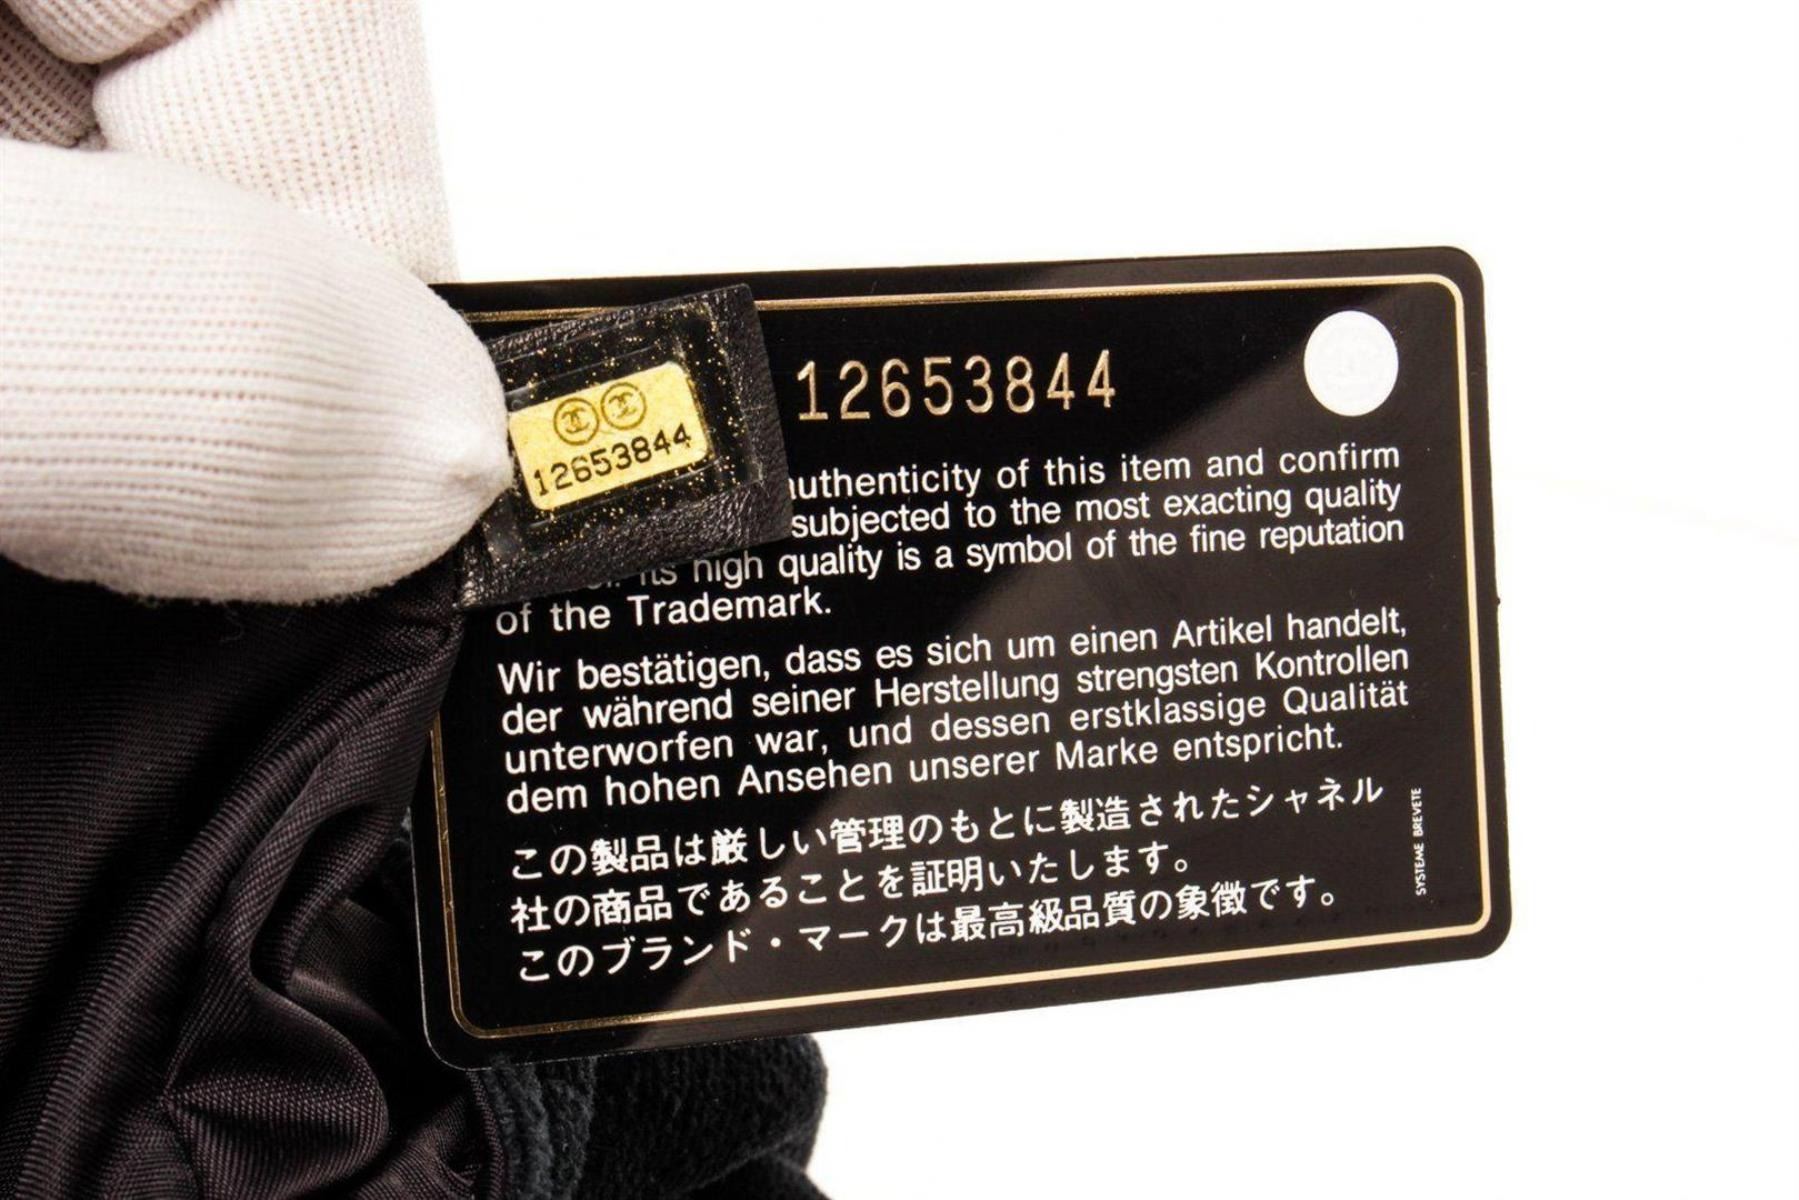 12653844
12653844
authenticity of this item and confirm
subjected to the most exacting quality
its high quality is a symbol of the fine reputation
of the Trademark.
Wir bestätigen, dass es sich um einen Artikel handelt,
der während seiner Herstellung strengsten Kontrollen
unterworfen war, und dessen erstklassige Qualität
dem hohen Ansehen unserer Marke entspricht.
この製品は厳しい管理のもとに製造されたシャネル
社の商品であることを証明いたします。
このブランド・マークは最高級品質の象徴です。
SYSTEME BREVETE